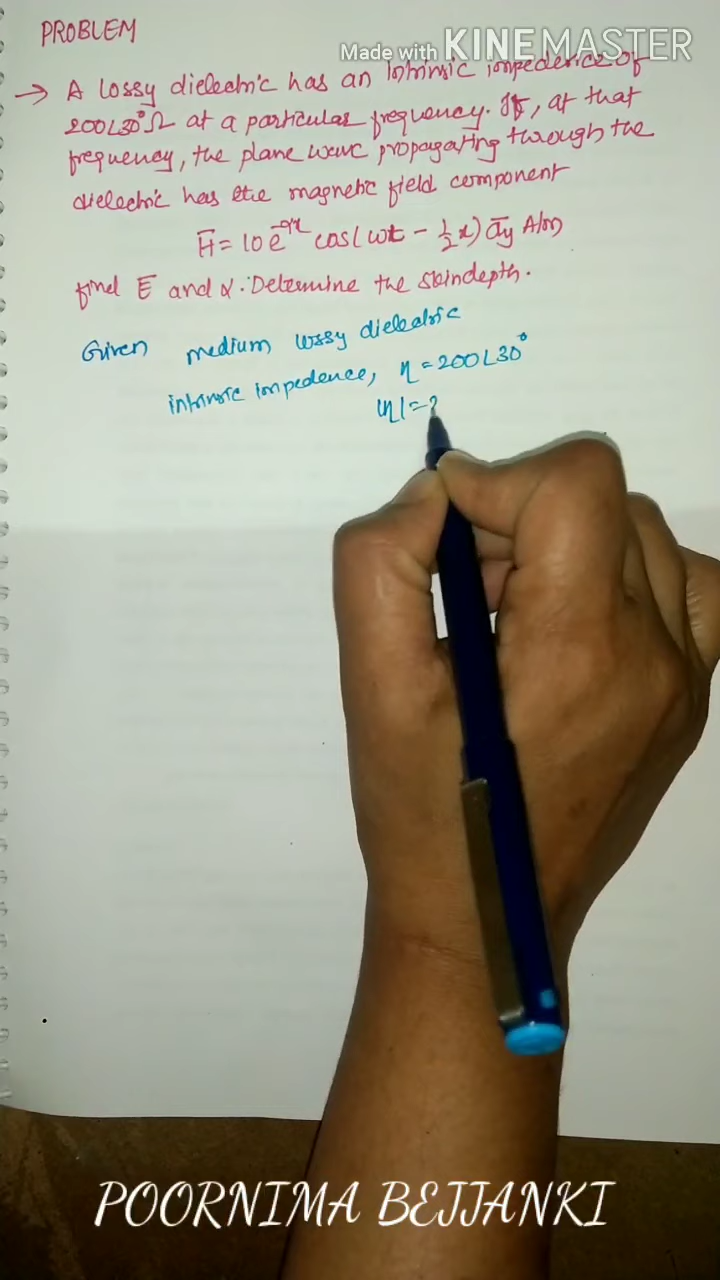 PROBLEM
Made with KINEMASTER
→ A lossy dielectric has an intrinsic impedence of
200∠30°Ω at a particular frequency. If, at that
frequency, the plane wave propagating through the
dielectric has the magnetic field component
H̄ = 10 e^-αx cos(ωt - 1/2x) āy A/m
find E̅ and α. Determine the skindepth.
Given medium lossy dielectric
intrinsic impedence, η = 200∠30°
|η| = 2
POORNIMA BEJJANKI